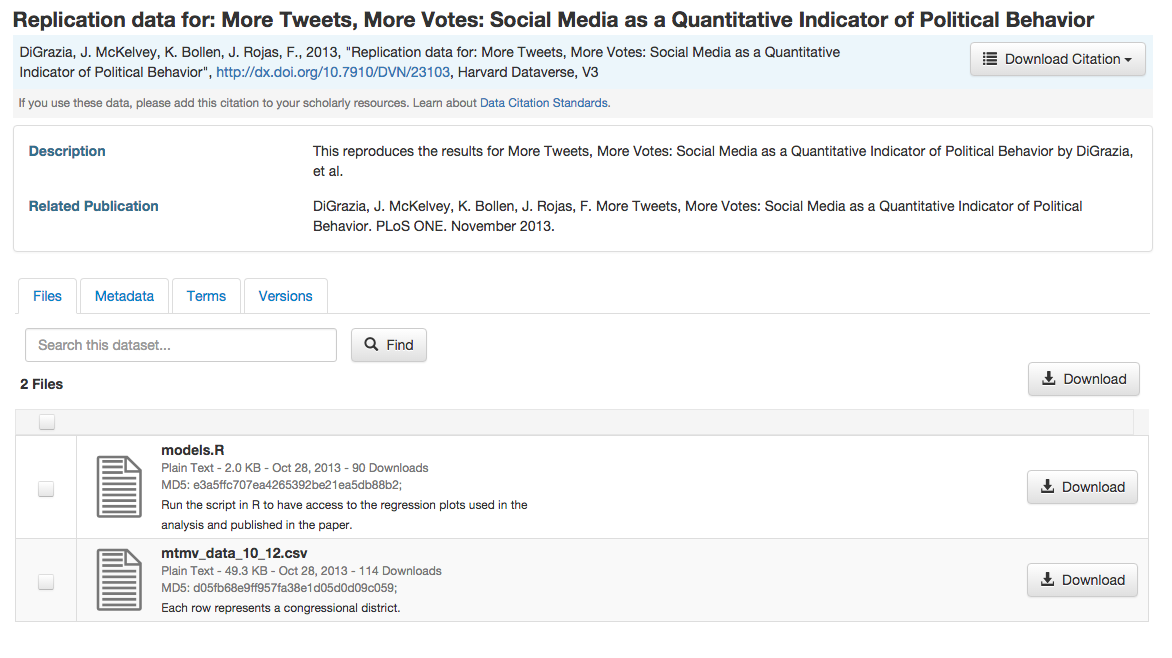 Replication data for: More Tweets, More Votes: Social Media as a Quantitative Indicator of Political Behavior
DiGrazia, J. McKelvey, K. Bollen, J. Rojas, F., 2013, "Replication data for: More Tweets, More Votes: Social Media as a Quantitative
Indicator of Political Behavior", http://dx.doi.org/10.7910/DVN/23103, Harvard Dataverse, V3
Download Citation
If you use these data, please add this citation to your scholarly resources. Learn about Data Citation Standards.
Description
This reproduces the results for More Tweets, More Votes: Social Media as a Quantitative Indicator of Political Behavior by DiGrazia,
et al.
Related Publication
DiGrazia, J. McKelvey, K. Bollen, J. Rojas, F. More Tweets, More Votes: Social Media as a Quantitative Indicator of Political
Behavior. PLoS ONE. November 2013.
Files Metadata Terms Versions
Search this dataset... Find
2 Files
Download
models.R
Plain Text - 2.0 KB - Oct 28, 2013 - 90 Downloads
MD5: e3a5ffc707ea4265392be21ea5db88b2;
Run the script in R to have access to the regression plots used in the
analysis and published in the paper.
Download
mtmv_data_10_12.csv
Plain Text - 49.3 KB - Oct 28, 2013 - 114 Downloads
MD5: d05fb68e9ff957fa38e1d05d0d09c059;
Each row represents a congressional district.
Download